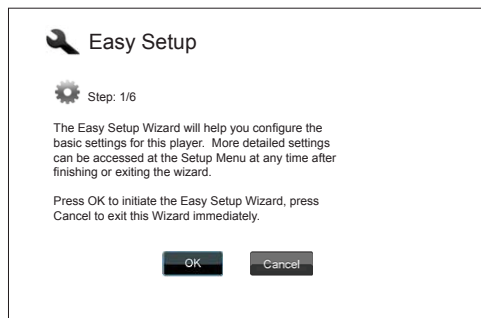 Easy Setup
Step: 1/6
The Easy Setup Wizard will help you configure the
basic settings for this player.  More detailed settings
can be accessed at the Setup Menu at any time after
finishing or exiting the wizard.
Press OK to initiate the Easy Setup Wizard, press
Cancel to exit this Wizard immediately.
OK
Cancel